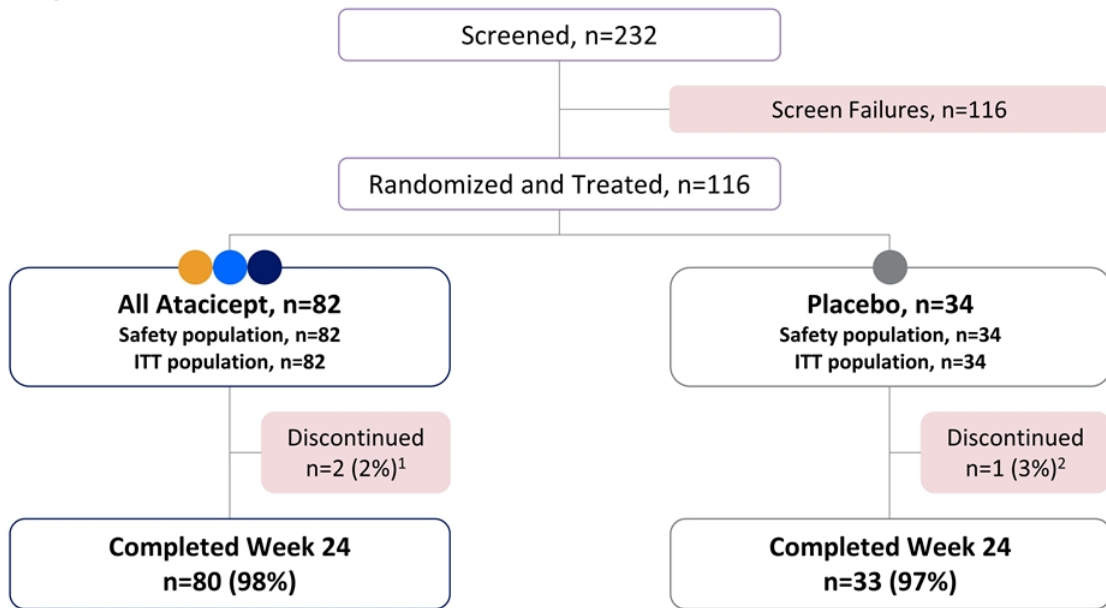 Screened, n=232
Screen Failures, n=116
Randomized and Treated, n=116
All Atacicept, n=82
Safety population, n=82
ITT population, n=82
Placebo, n=34
Safety population, n=34
ITT population, n=34
Discontinued
n=2 (2%)¹
Discontinued
n=1 (3%)²
Completed Week 24
n=80 (98%)
Completed Week 24
n=33 (97%)